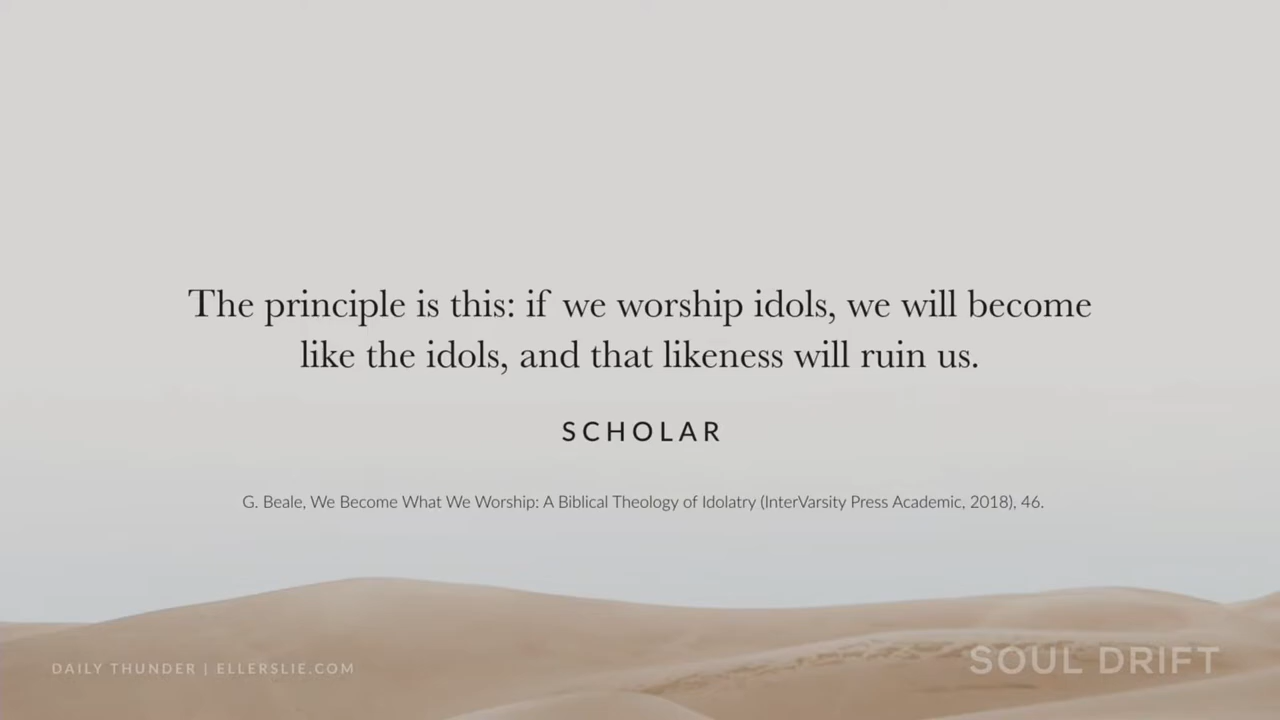 The principle is this: if we worship idols, we will become
like the idols, and that likeness will ruin us.
SCHOLAR
G. Beale, We Become What We Worship: A Biblical Theology of Idolatry (InterVarsity Press Academic, 2018), 46.
DAILY THUNDER | ELLERSLIE.COM
SOUL DRIFT